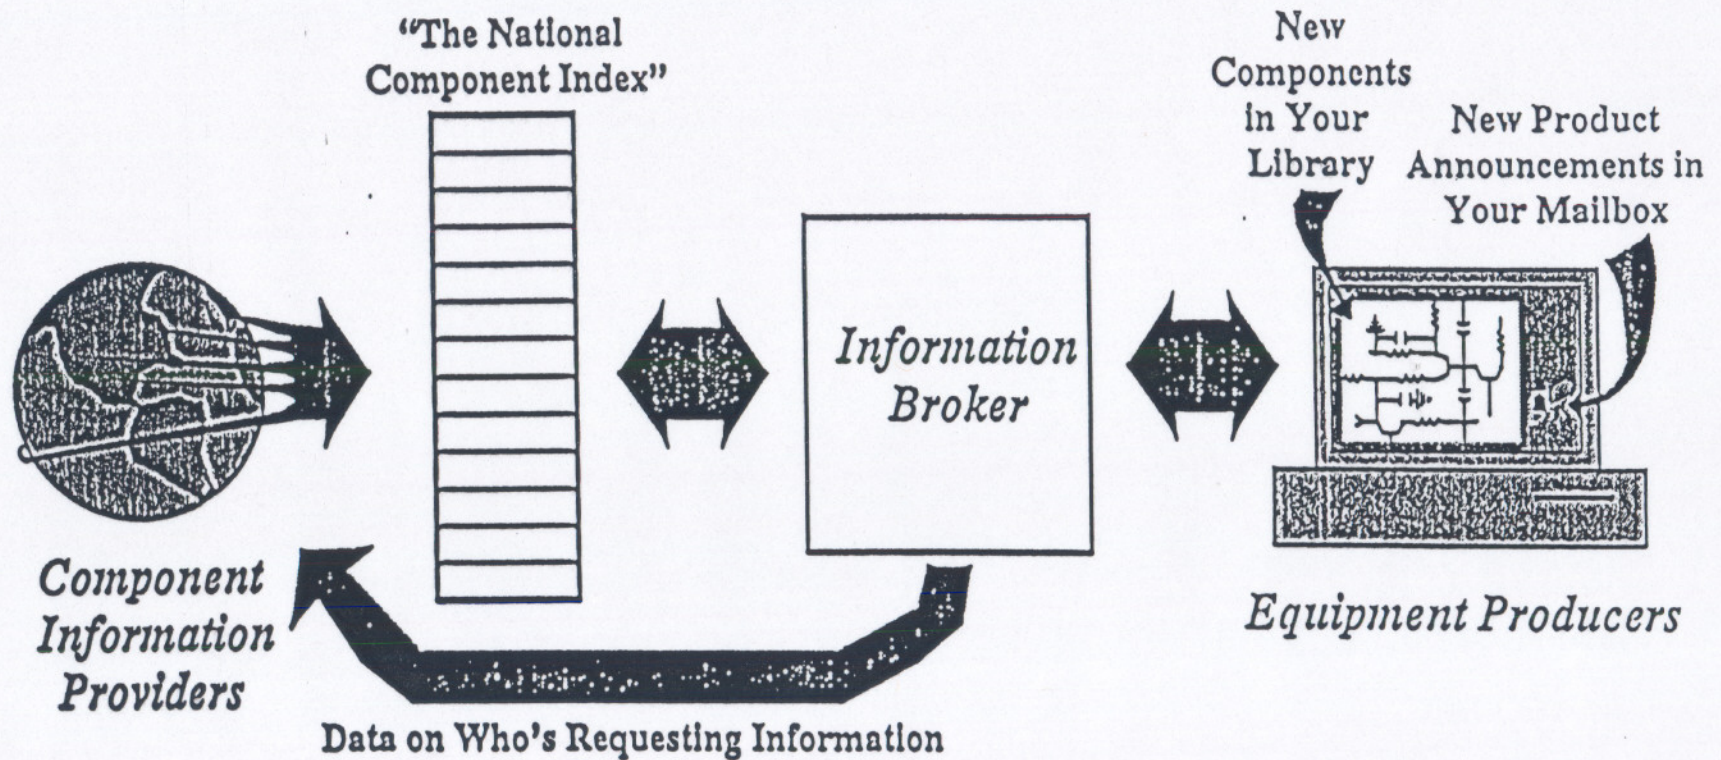 “The National
Component Index”
New
Components
in Your
Library
New Product
Announcements in
Your Mailbox
Information
Broker
Component
Information
Providers
Equipment Producers
Data on Who's Requesting Information